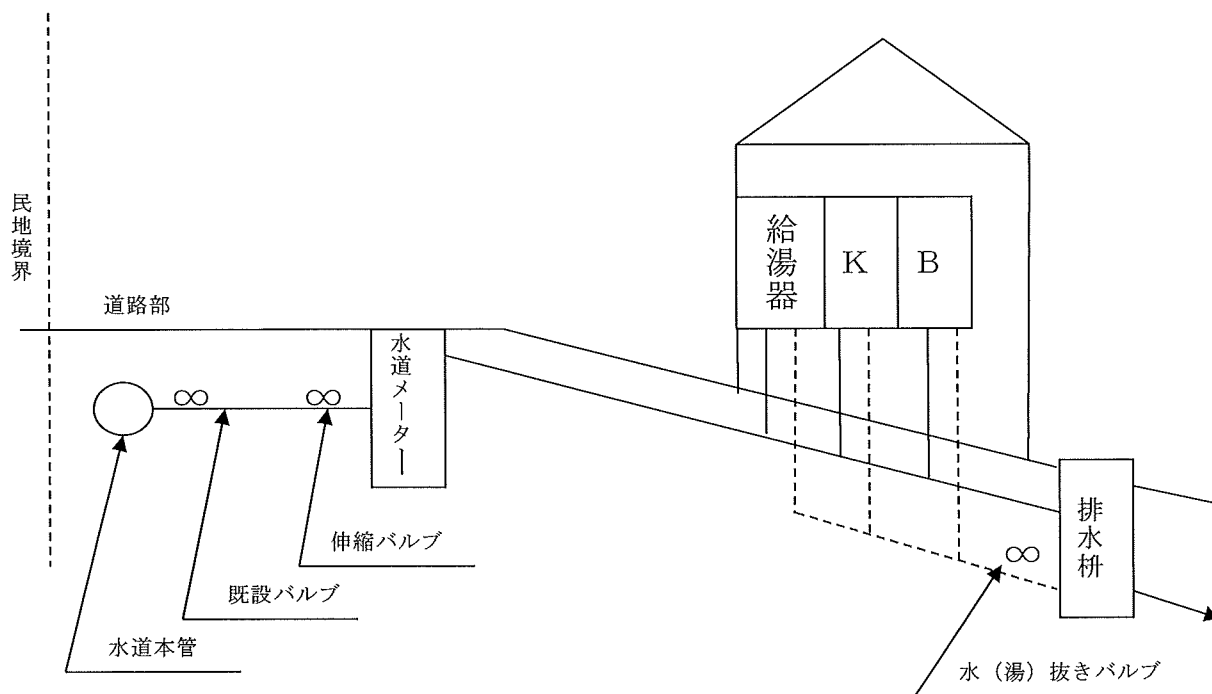 民地境界
道路部
水道メーター
∞
∞
伸縮バルブ
既設バルブ
水道本管
給湯器
K
B
∞
排水枡
水（湯）抜きバルブ